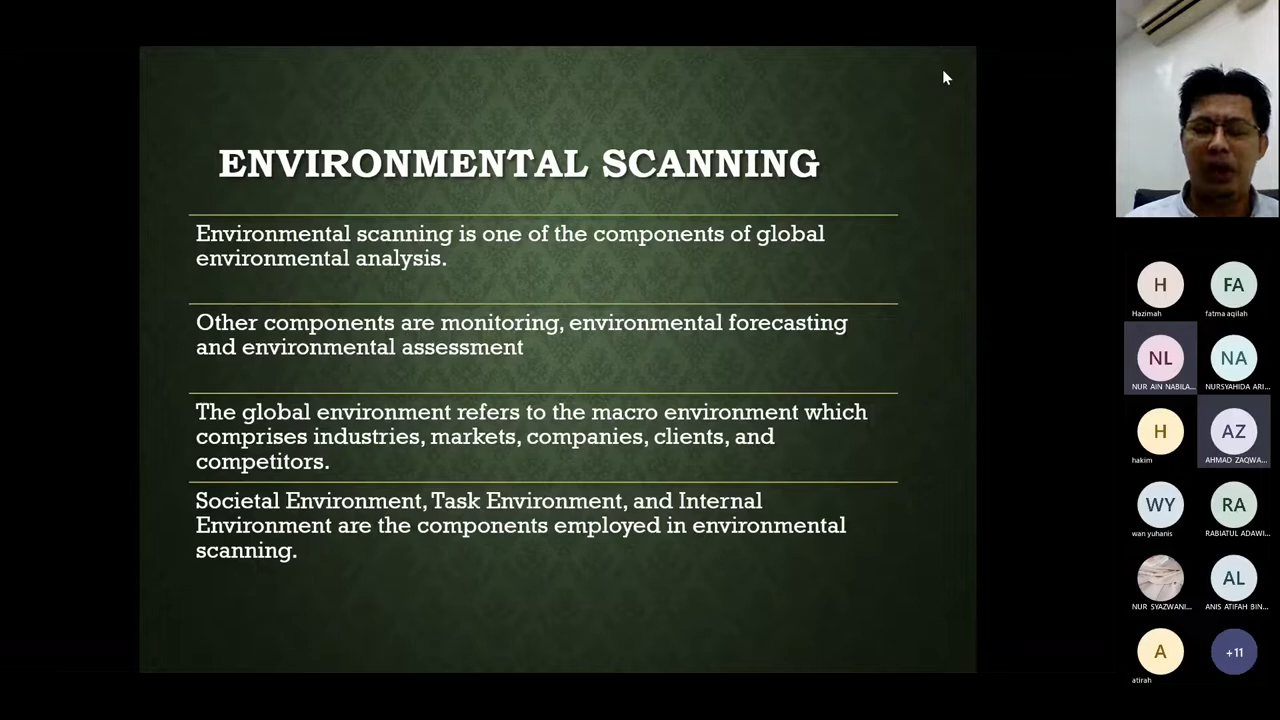 ENVIRONMENTAL SCANNING
Environmental scanning is one of the components of global
environmental analysis.
Other components are monitoring, environmental forecasting
and environmental assessment
The global environment refers to the macro environment which
comprises industries, markets, companies, clients, and
competitors.
Societal Environment, Task Environment, and Internal
Environment are the components employed in environmental
scanning.
H
FA
Hazimah
fatma aqilah
NL
NA
NUR AIN NABILA...
NURSYAHIDA ARI...
H
AZ
hakim
AHMAD ZAQWA...
WY
RA
wan yuhanis
RABIATUL ADAWI...
AL
NUR SYAZWANI...
ANIS ATIFAH BIN...
A
+11
atirah